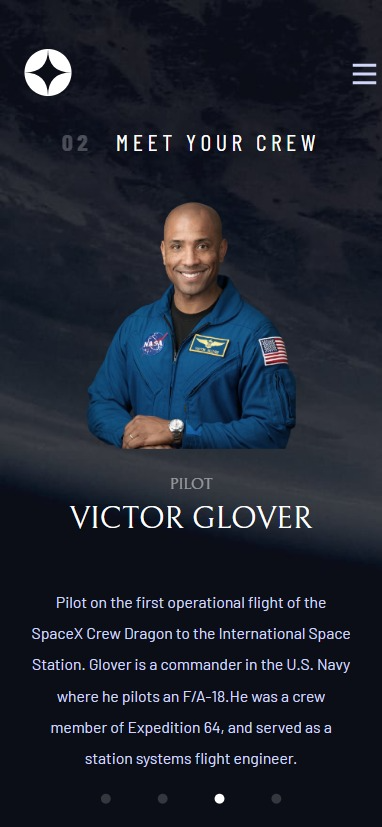 02 MEET YOUR CREW
NASA
PILOT
VICTOR GLOVER
Pilot on the first operational flight of the
SpaceX Crew Dragon to the International Space
Station. Glover is a commander in the U.S. Navy
where he pilots an F/A-18.He was a crew
member of Expedition 64, and served as a
station systems flight engineer.